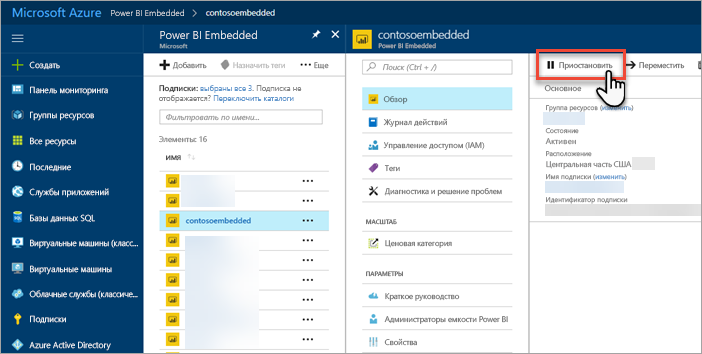 Microsoft Azure Power BI Embedded > contosoembedded
Создать
Панель мониторинга
Группы ресурсов
Все ресурсы
Последние
Службы приложений
Базы данных SQL
Виртуальные машины (класс...
Виртуальные машины
Облачные службы (классиче...
Подписки
Azure Active Directory
Power BI Embedded
Microsoft
Добавить Назначить теги Еще
Подписки: выбраны все 3. Подписка не
отображается? Переключить каталоги
Фильтровать по имени...
Элементы: 16
ИМЯ
contosoembedded
contosoembedded
Power BI Embedded
Поиск (Ctrl + /)
Обзор
Журнал действий
Управление доступом (IAM)
Теги
Диагностика и решение проблем
МАСШТАБ
Ценовая категория
ПАРАМЕТРЫ
Краткое руководство
Администраторы емкости Power BI
Свойства
Приостановить Переместить
Основное
Группа ресурсов (изменить)
Состояние
Активен
Расположение
Центральная часть США
Имя подписки (изменить)
Идентификатор подписки